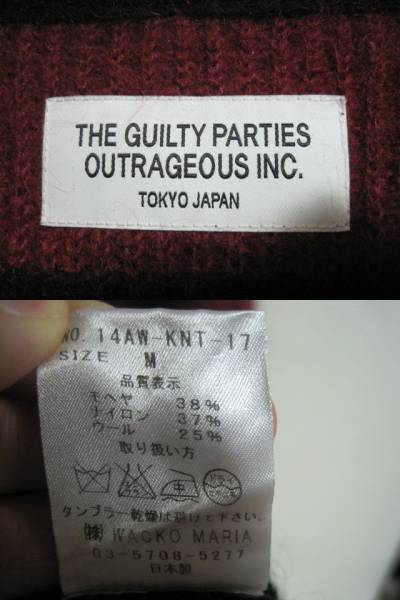 THE GUILTY PARTIES
OUTRAGEOUS INC.
TOKYO JAPAN
NO. 14AW-KNT-17
SIZE M
品質表示
モヘヤ 38%
ナイロン 37%
ウール 25%
取り扱い方
タンブラー乾燥は避けて下さい。
㈱ WACKO MARIA
03-5708-5277
日本製